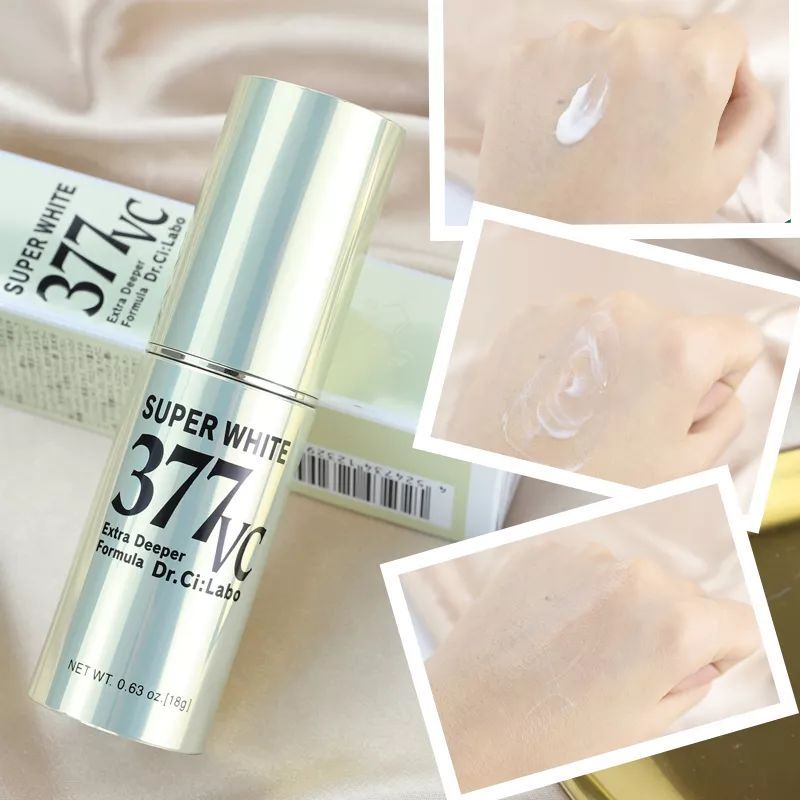 SUPER WHITE
377VC
Extra Deeper
Formula Dr.Ci:Labo
SUPER WHITE
377VC
Extra Deeper
Formula Dr.Ci:Labo
NET WT. 0.63 oz.[18g]